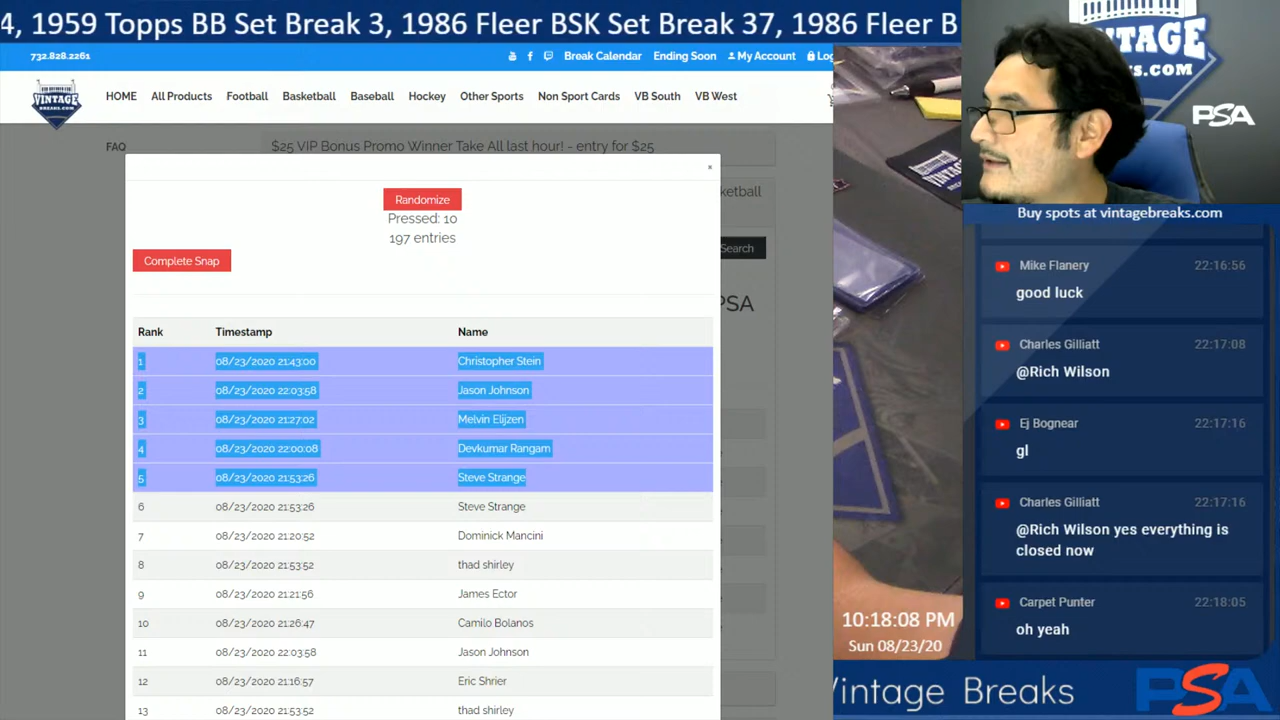 4, 1959 Topps BB Set Break 3, 1986 Fleer BSK Set Break 37, 1986 Fleer B
732.828.2261
Break Calendar
Ending Soon
My Account
Log
VINTAGE
BREAKS.COM
HOME
All Products
Football
Basketball
Baseball
Hockey
Other Sports
Non Sport Cards
VB South
VB West
FAQ
$25 VIP Bonus Promo Winner Take All last hour! - entry for $25
ketball
Search
PSA
×
Randomize
Pressed: 10
197 entries
Complete Snap
Rank Timestamp Name
1 08/23/2020 21:43:00 Christopher Stein
2 08/23/2020 22:03:58 Jason Johnson
3 08/23/2020 21:27:02 Melvin Elijzen
4 08/23/2020 22:00:08 Devkumar Rangam
5 08/23/2020 21:53:26 Steve Strange
6 08/23/2020 21:53:26 Steve Strange
7 08/23/2020 21:20:52 Dominick Mancini
8 08/23/2020 21:53:52 thad shirley
9 08/23/2020 21:21:56 James Ector
10 08/23/2020 21:26:47 Camilo Bolanos
11 08/23/2020 22:03:58 Jason Johnson
12 08/23/2020 21:16:57 Eric Shrier
13 08/23/2020 21:53:52 thad shirley
NTAGE
S.COM
PSA
Buy spots at vintagebreaks.com
Mike Flanery 22:16:56
good luck
Charles Gilliatt 22:17:08
@Rich Wilson
Ej Bognear 22:17:16
gl
Charles Gilliatt 22:17:16
@Rich Wilson yes everything is
closed now
Carpet Punter 22:18:05
oh yeah
10:18:08 PM
Sun 08/23/20
Vintage Breaks
PSA